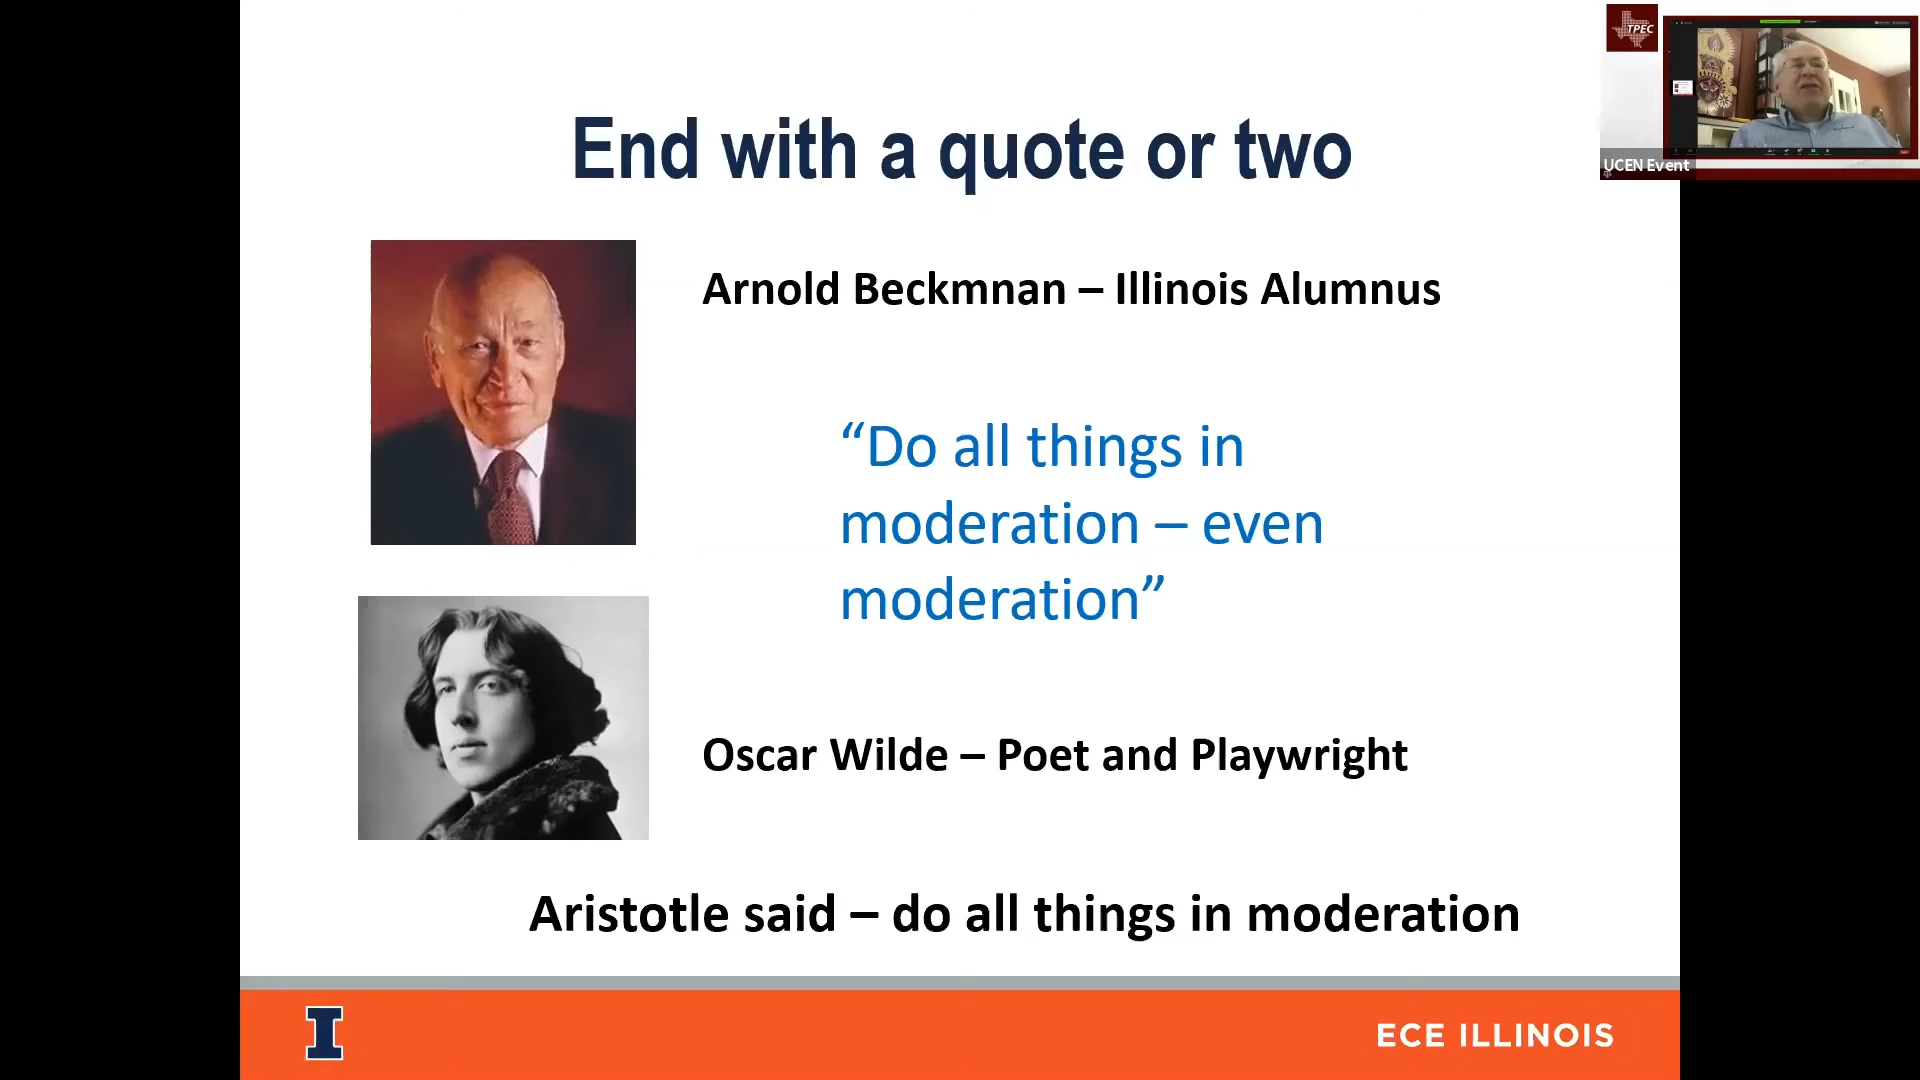 End with a quote or two
Arnold Beckmnan – Illinois Alumnus
“Do all things in
moderation – even
moderation”
Oscar Wilde – Poet and Playwright
Aristotle said – do all things in moderation
I
ECE ILLINOIS
TPEC
UCEN Event